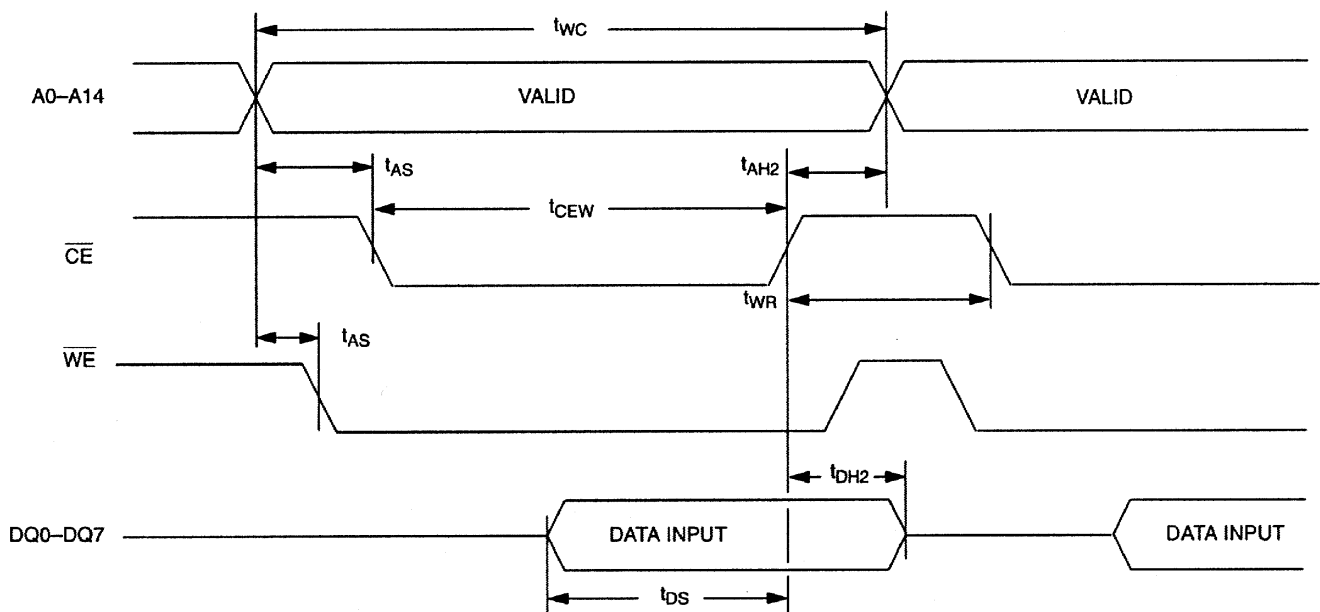 tWC
A0–A14
VALID
VALID
tAS
tAH2
tCEW
CE
tWR
tAS
WE
tDH2
DQ0–DQ7
DATA INPUT
DATA INPUT
tDS